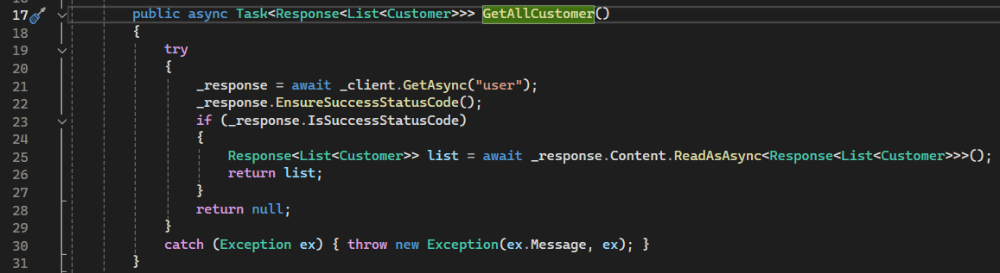 17 public async Task<Response<List<Customer>>> GetAllCustomer()
18 {
19 try
20 {
21 _response = await _client.GetAsync("user");
22 _response.EnsureSuccessStatusCode();
23 if (_response.IsSuccessStatusCode)
24 {
25 Response<List<Customer>> list = await _response.Content.ReadAsAsync<Response<List<Customer>>>();
26 return list;
27 }
28 return null;
29 }
30 catch (Exception ex) { throw new Exception(ex.Message, ex); }
31 }